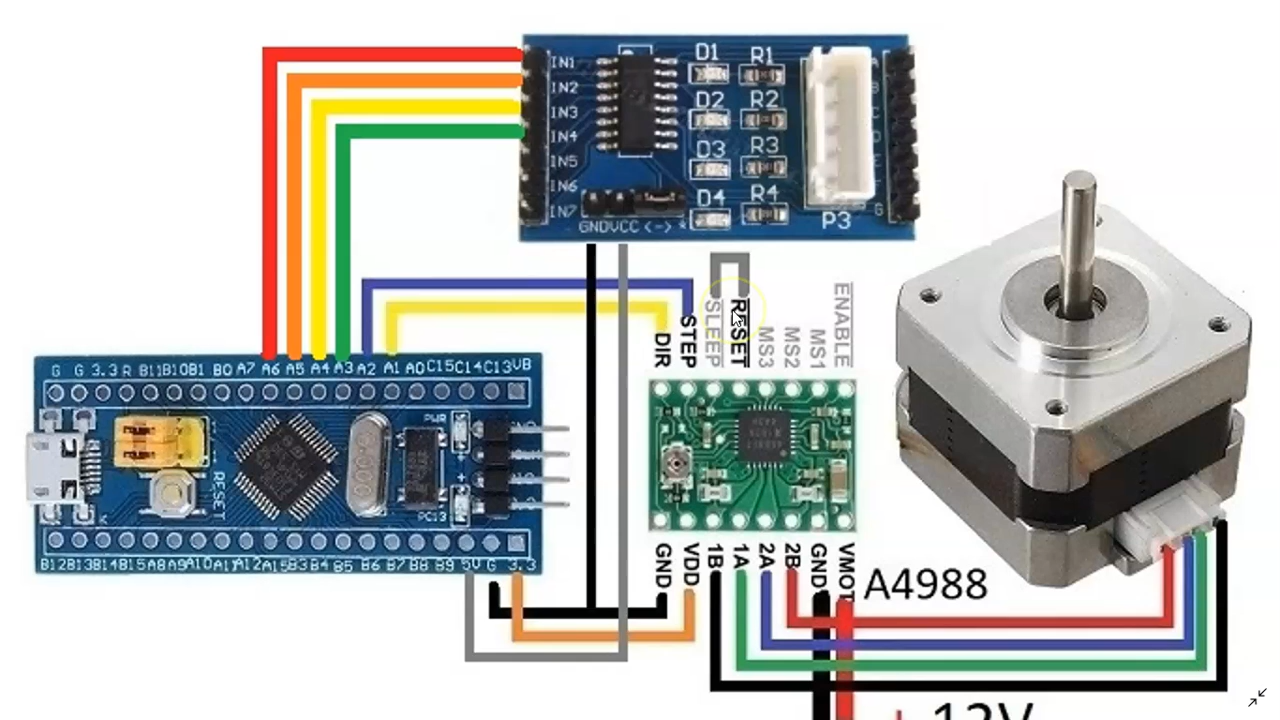 IN1
IN2
IN3
IN4
IN5
IN6
IN7
D1 R1
D2 R2
D3 R3
D4 R4
A
B
C
D
E
G
P3
GND VCC <-> *
DIR
STEP
SLEEP
RESET
MS3
MS2
MS1
ENABLE
G G 3.3 R B11 B10 B1 B0 A7 A6 A5 A4 A3 A2 A1 A0 C15 C14 C13 VB
PWR
RESET
PC13
B12 B13 B14 B15 A8 A9 A10 A11 A12 A15 B3 B4 B5 B6 B7 B8 B9 5V G 3.3
GND
VDD
1B
1A
2A
2B
GND
VMOT
A4988
+ 12V